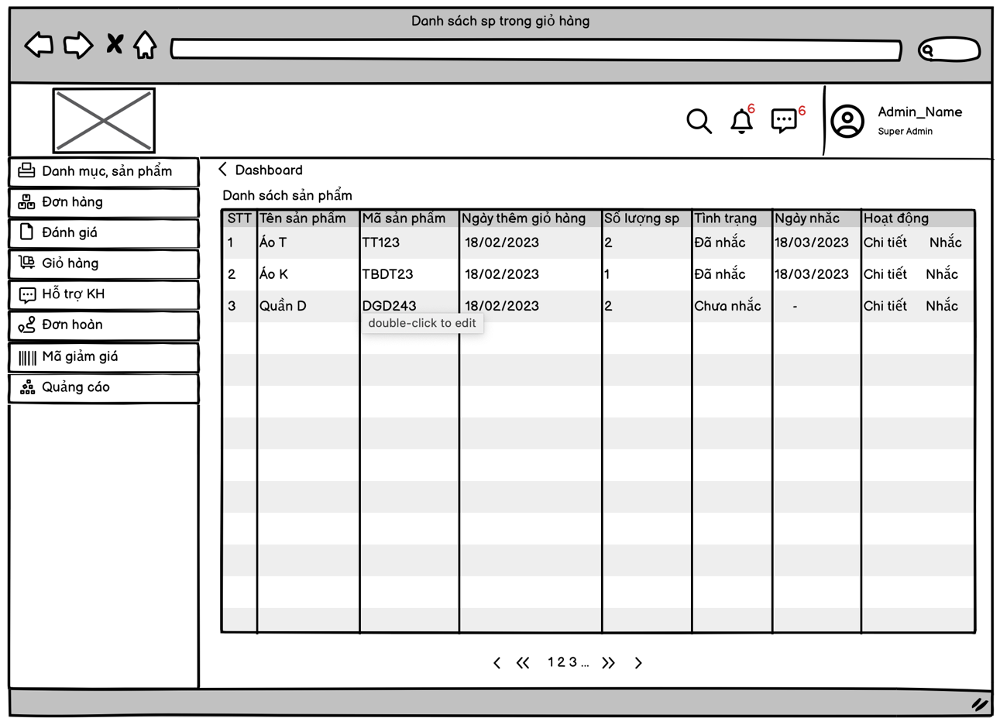 Danh sách sp trong giỏ hàng
6
6
Admin_Name
Super Admin
Danh mục, sản phẩm
Đơn hàng
Đánh giá
Giỏ hàng
Hỗ trợ KH
Đơn hoàn
Mã giảm giá
Quảng cáo
Dashboard
Danh sách sản phẩm
STT Tên sản phẩm Mã sản phẩm Ngày thêm giỏ hàng Số lượng sp Tình trạng Ngày nhắc Hoạt động
1 Áo T TT123 18/02/2023 2 Đã nhắc 18/03/2023 Chi tiết Nhắc
2 Áo K TBDT23 18/02/2023 1 Đã nhắc 18/03/2023 Chi tiết Nhắc
3 Quần D DGD243 18/02/2023 2 Chưa nhắc - Chi tiết Nhắc
double-click to edit
1 2 3 ...